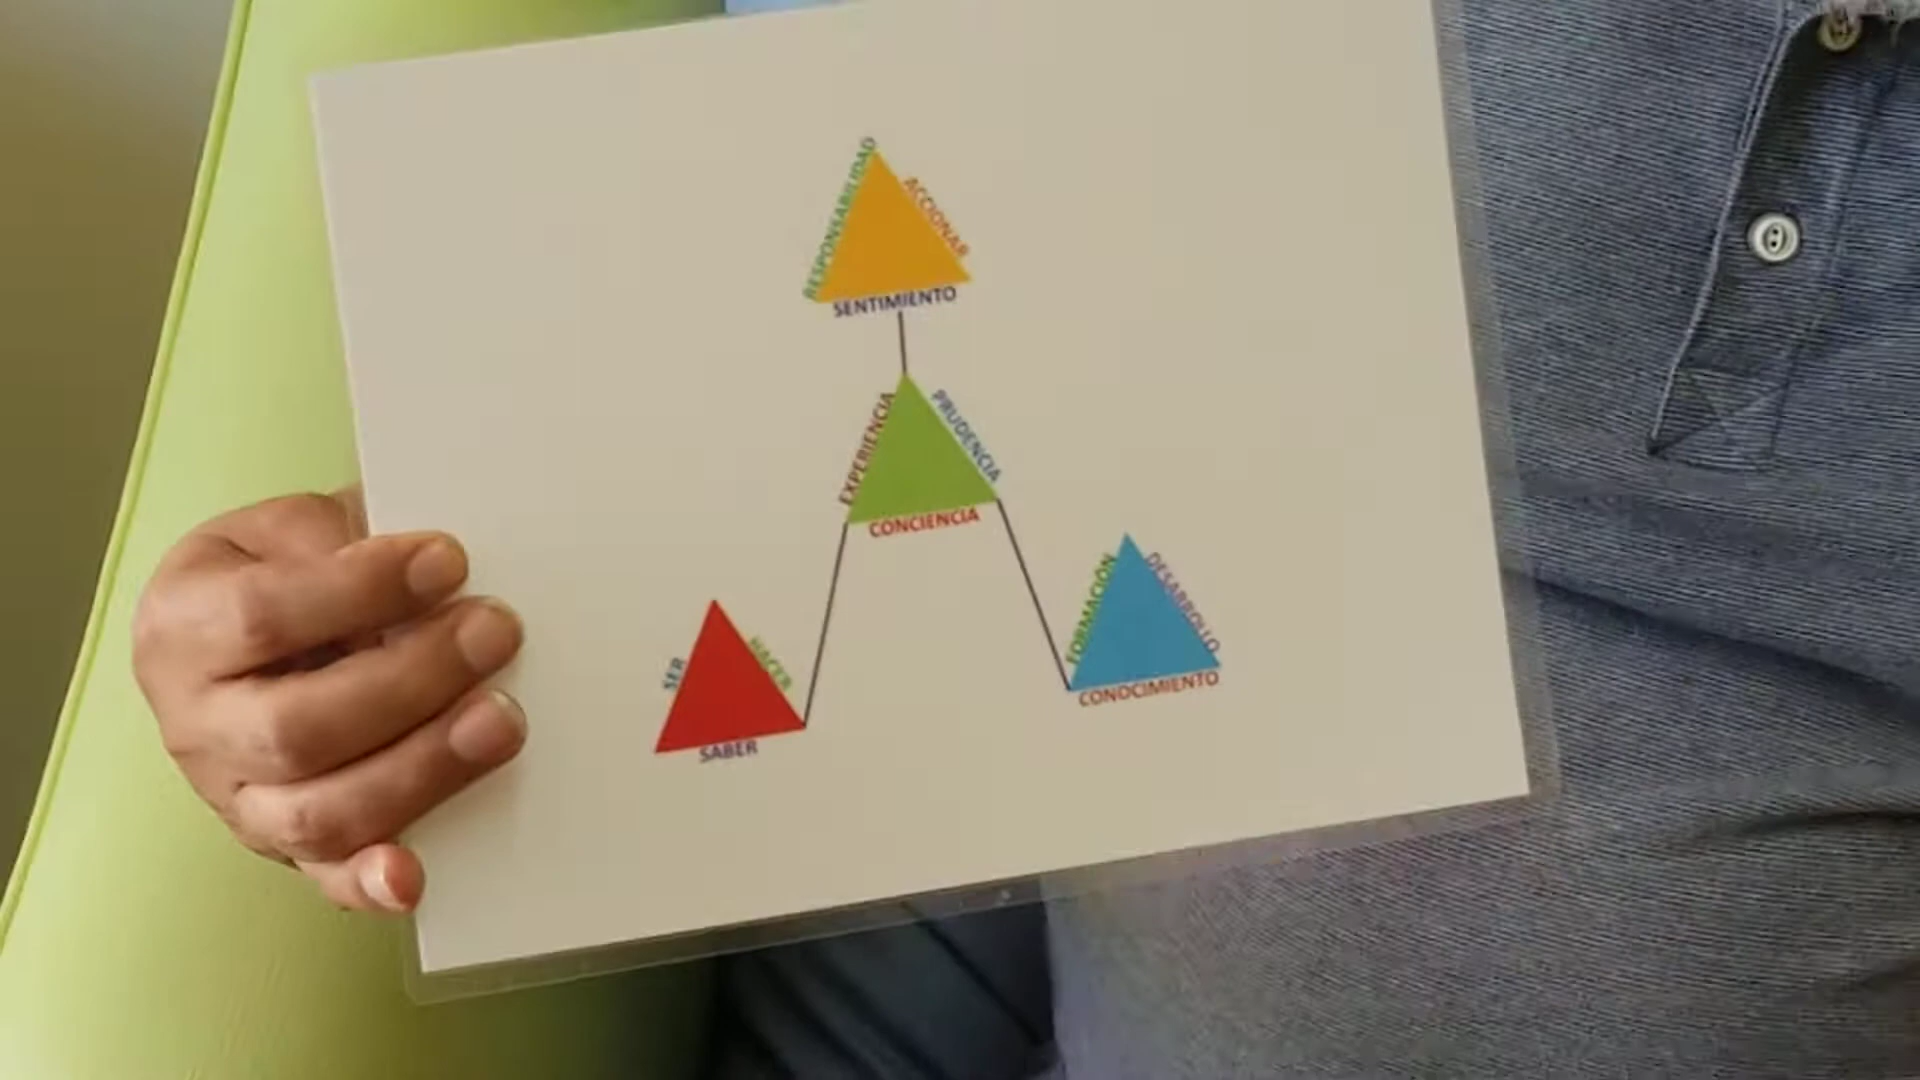 RESPONSABILIDAD
ACCIONAR
SENTIMIENTO
EXPERIENCIA
PRUDENCIA
CONCIENCIA
SER
HACER
SABER
FORMACIÓN
DESARROLLO
CONOCIMIENTO